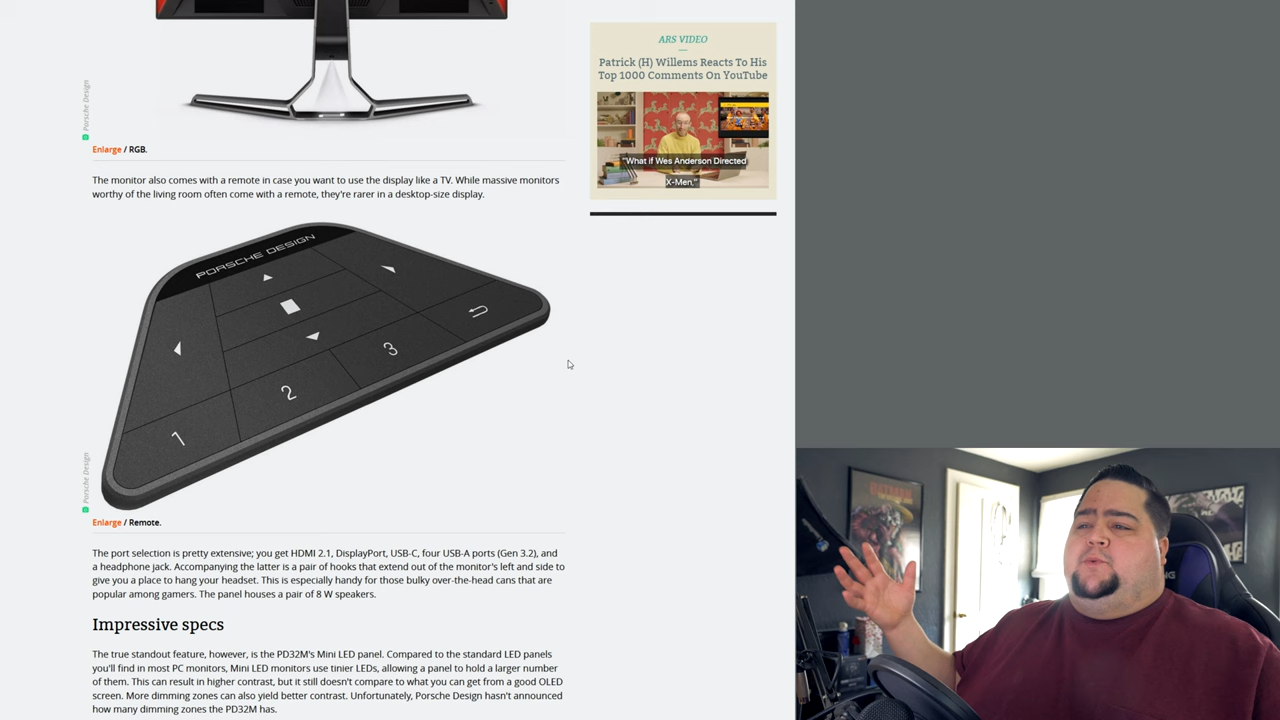 Porsche Design
Enlarge / RGB.
The monitor also comes with a remote in case you want to use the display like a TV. While massive monitors
worthy of the living room often come with a remote, they're rarer in a desktop-size display.
PORSCHE DESIGN
1
2
3
Porsche Design
Enlarge / Remote.
The port selection is pretty extensive; you get HDMI 2.1, DisplayPort, USB-C, four USB-A ports (Gen 3.2), and
a headphone jack. Accompanying the latter is a pair of hooks that extend out of the monitor's left and side to
give you a place to hang your headset. This is especially handy for those bulky over-the-head cans that are
popular among gamers. The panel houses a pair of 8 W speakers.
Impressive specs
The true standout feature, however, is the PD32M's Mini LED panel. Compared to the standard LED panels
you'll find in most PC monitors, Mini LED monitors use tinier LEDs, allowing a panel to hold a larger number
of them. This can result in higher contrast, but it still doesn't compare to what you can get from a good OLED
screen. More dimming zones can also yield better contrast. Unfortunately, Porsche Design hasn't announced
how many dimming zones the PD32M has.
ARS VIDEO
Patrick (H) Willems Reacts To His
Top 1000 Comments On YouTube
"What if Wes Anderson Directed
X-Men,"